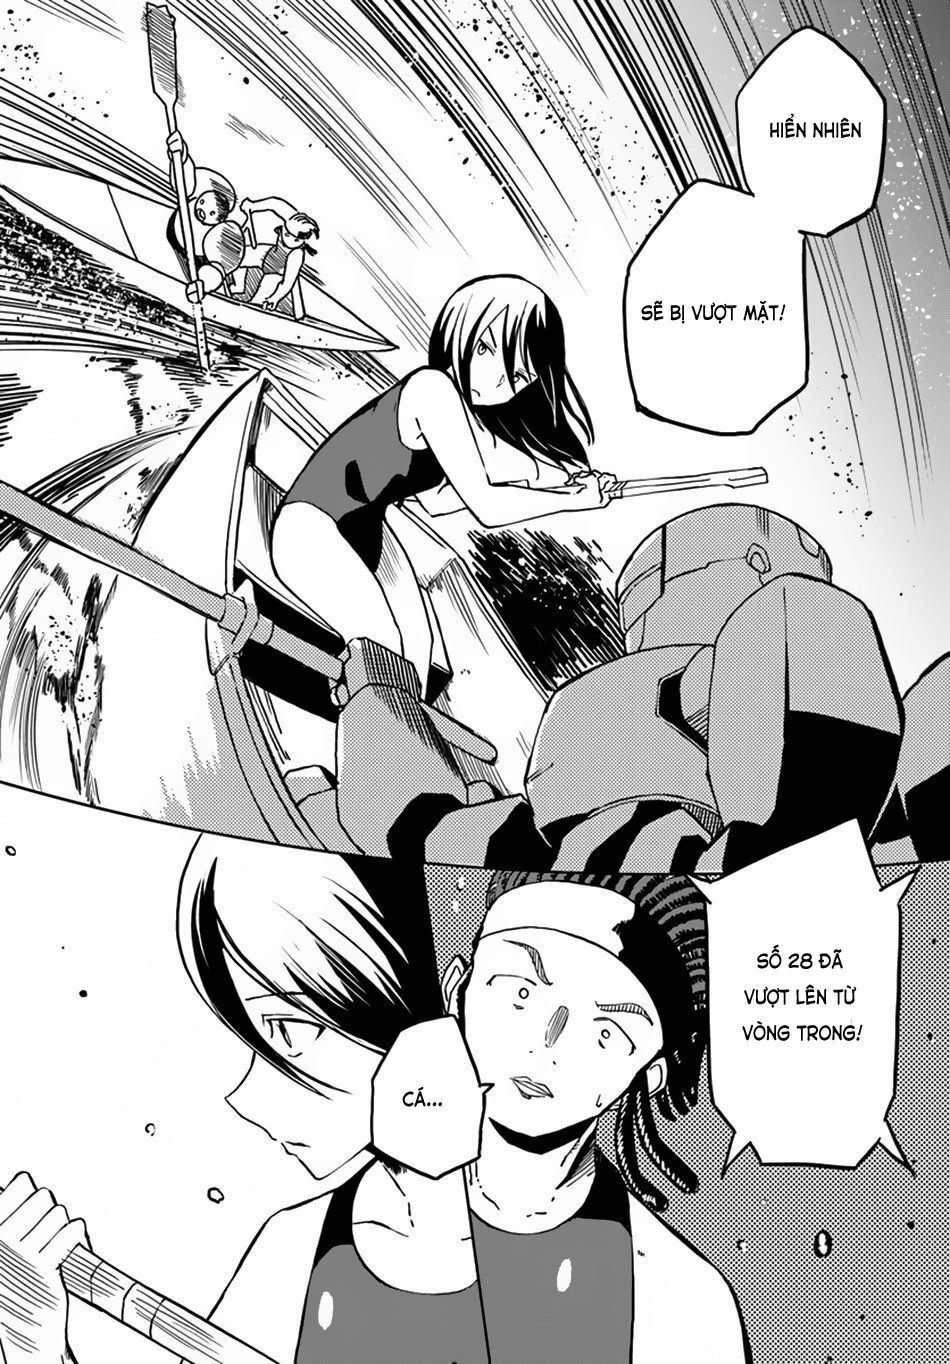 HIỂN NHIÊN
SẼ BỊ VƯỢT MẶT!
SỐ 28 ĐÃ
VƯỢT LÊN TỪ
VÒNG TRONG!
CÁ...